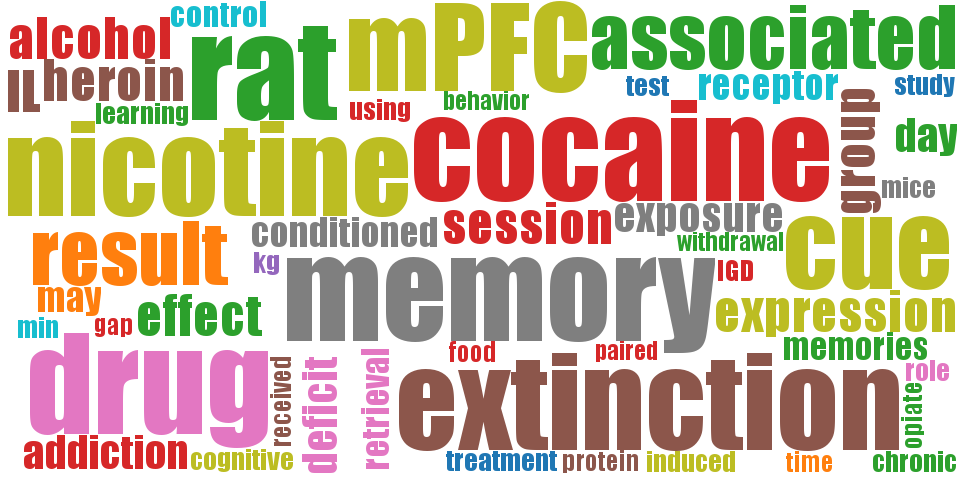 alcohol
control
rat
mPFC
associated
IL
heroin
learning
using
behavior
test
receptor
study
nicotine
cocaine
group
day
mice
result
conditioned
session
exposure
withdrawal
cue
kg
memory
IGD
may
min
gap
effect
expression
drug
food
paired
memories
role
received
deficit
retrieval
extinction
opiate
addiction
cognitive
treatment
protein
induced
time
chronic